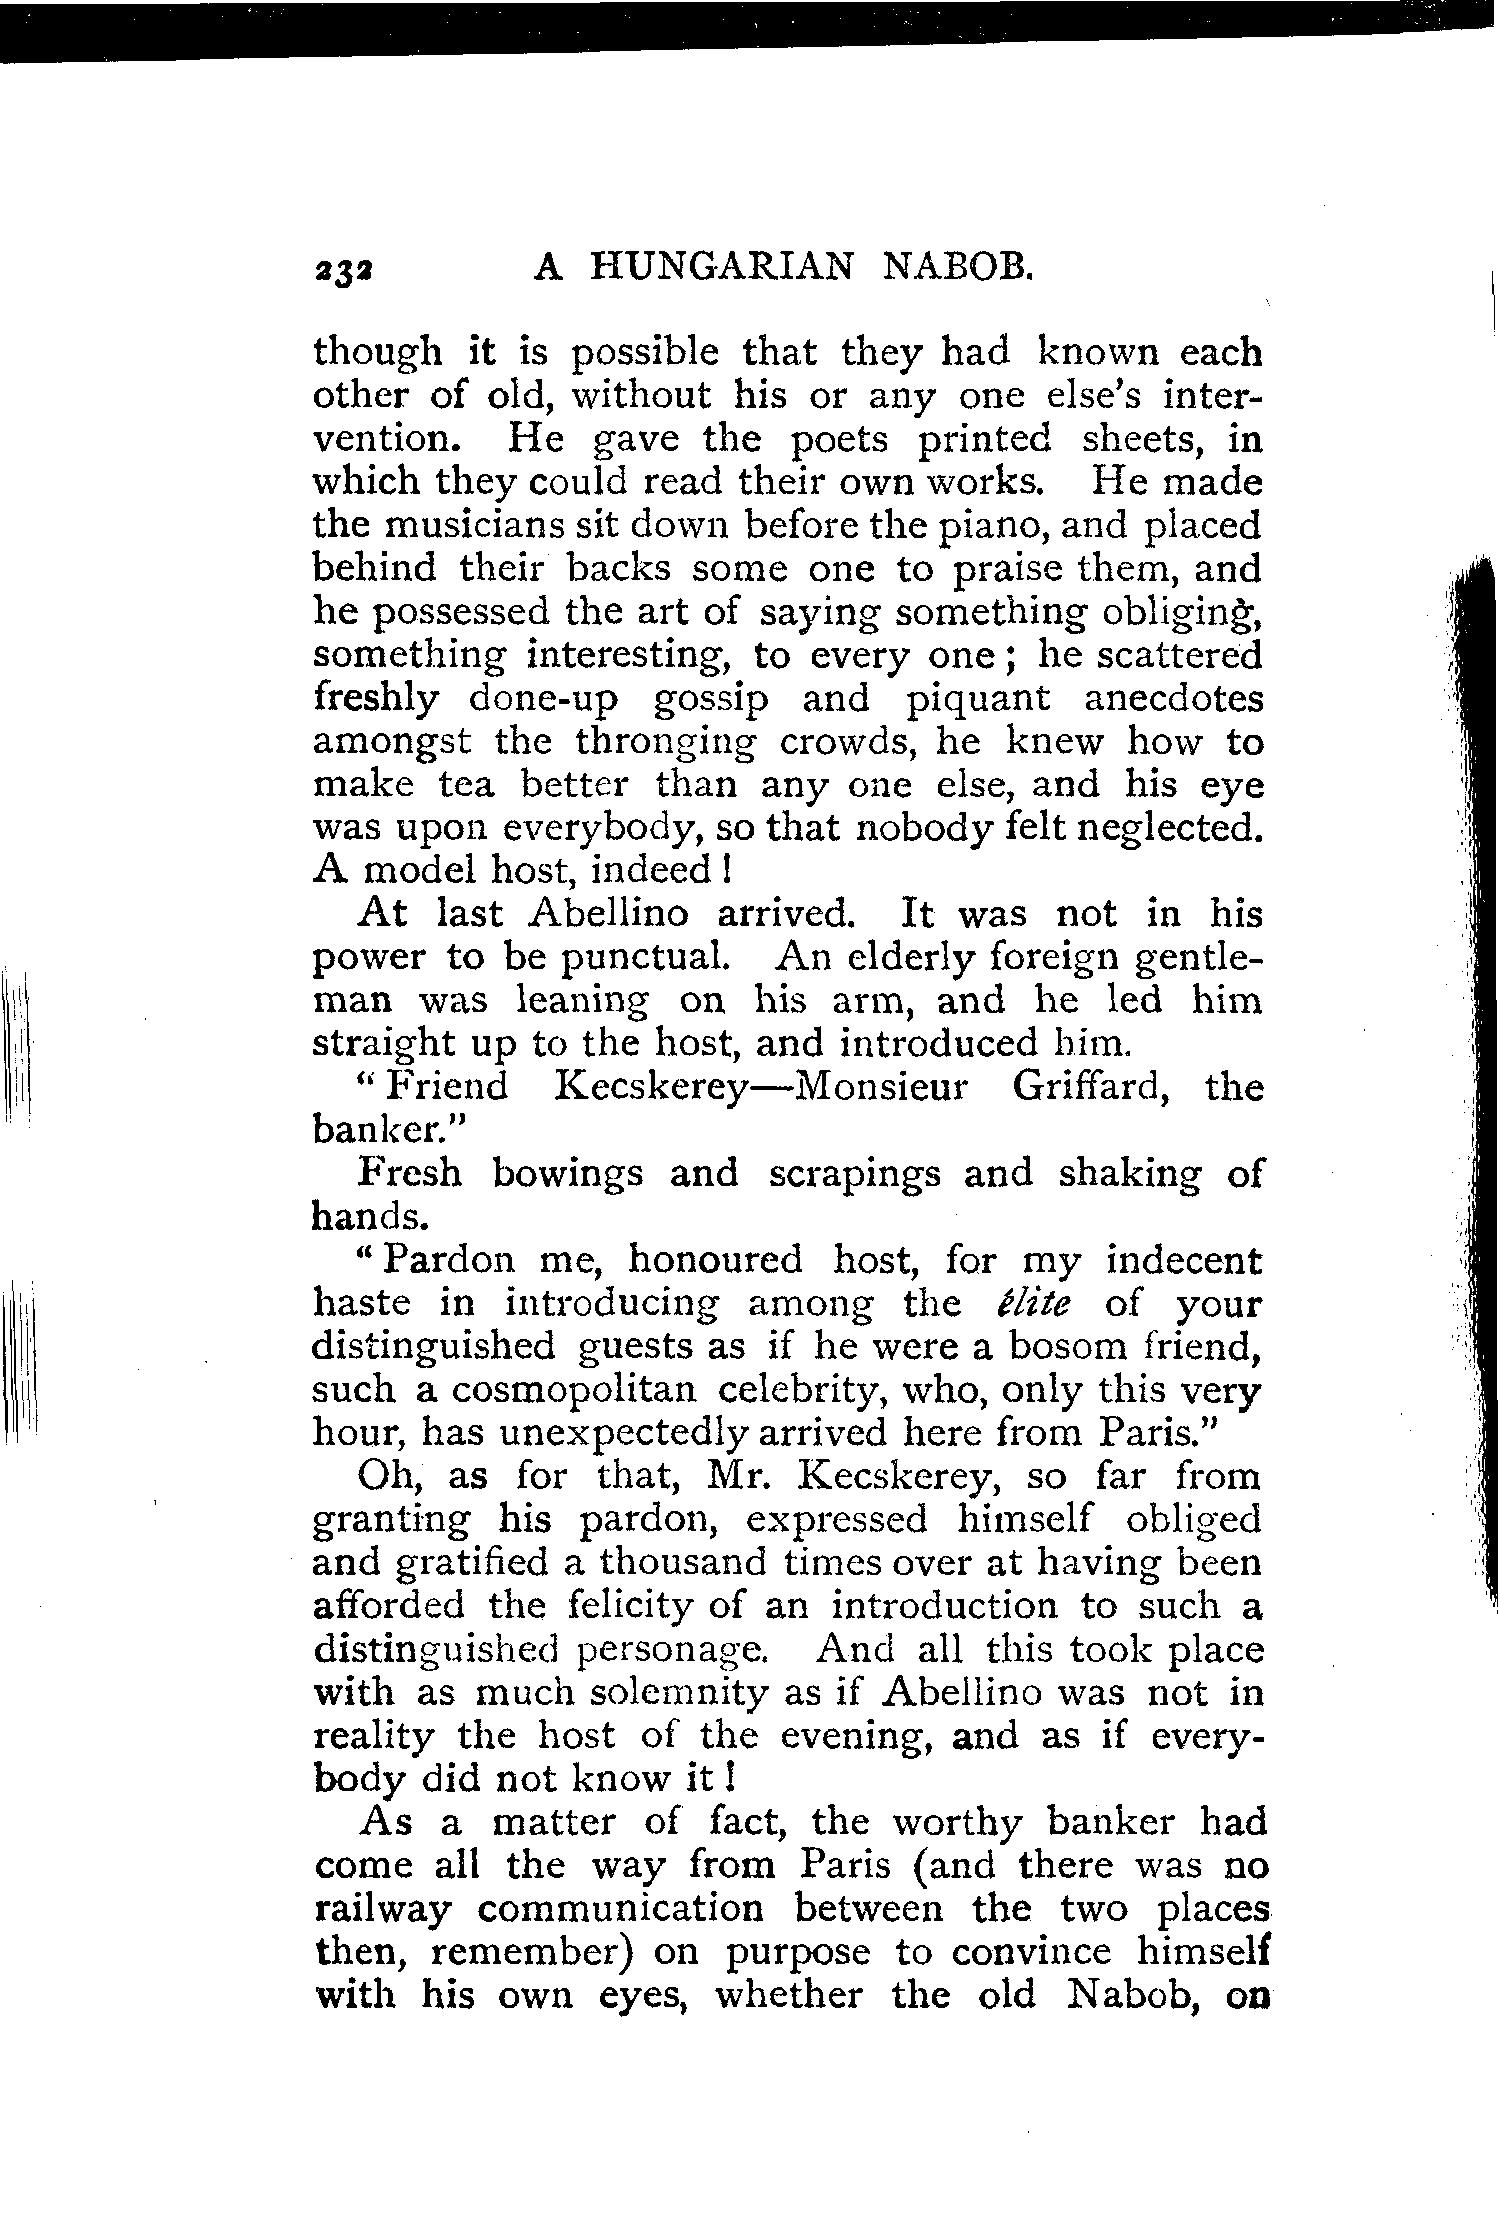 232 A HUNGARIAN NABOB.
though it is possible that they had known each
other of old, without his or any one else's inter-
vention. He gave the poets printed sheets, in
which they could read their own works. He made
the musicians sit down before the piano, and placed
behind their backs some one to praise them, and
he possessed the art of saying something obliging,
something interesting, to every one ; he scattered
freshly done-up gossip and piquant anecdotes
amongst the thronging crowds, he knew how to
make tea better than any one else, and his eye
was upon everybody, so that nobody felt neglected.
A model host, indeed !
At last Abellino arrived. It was not in his
power to be punctual. An elderly foreign gentle-
man was leaning on his arm, and he led him
straight up to the host, and introduced him.
“ Friend Kecskerey—Monsieur Griffard, the
banker.”
Fresh bowings and scrapings and shaking of
hands.
“ Pardon me, honoured host, for my indecent
haste in introducing among the élite of your
distinguished guests as if he were a bosom friend,
such a cosmopolitan celebrity, who, only this very
hour, has unexpectedly arrived here from Paris.”
Oh, as for that, Mr. Kecskerey, so far from
granting his pardon, expressed himself obliged
and gratified a thousand times over at having been
afforded the felicity of an introduction to such a
distinguished personage. And all this took place
with as much solemnity as if Abellino was not in
reality the host of the evening, and as if every-
body did not know it !
As a matter of fact, the worthy banker had
come all the way from Paris (and there was no
railway communication between the two places
then, remember) on purpose to convince himself
with his own eyes, whether the old Nabob, on